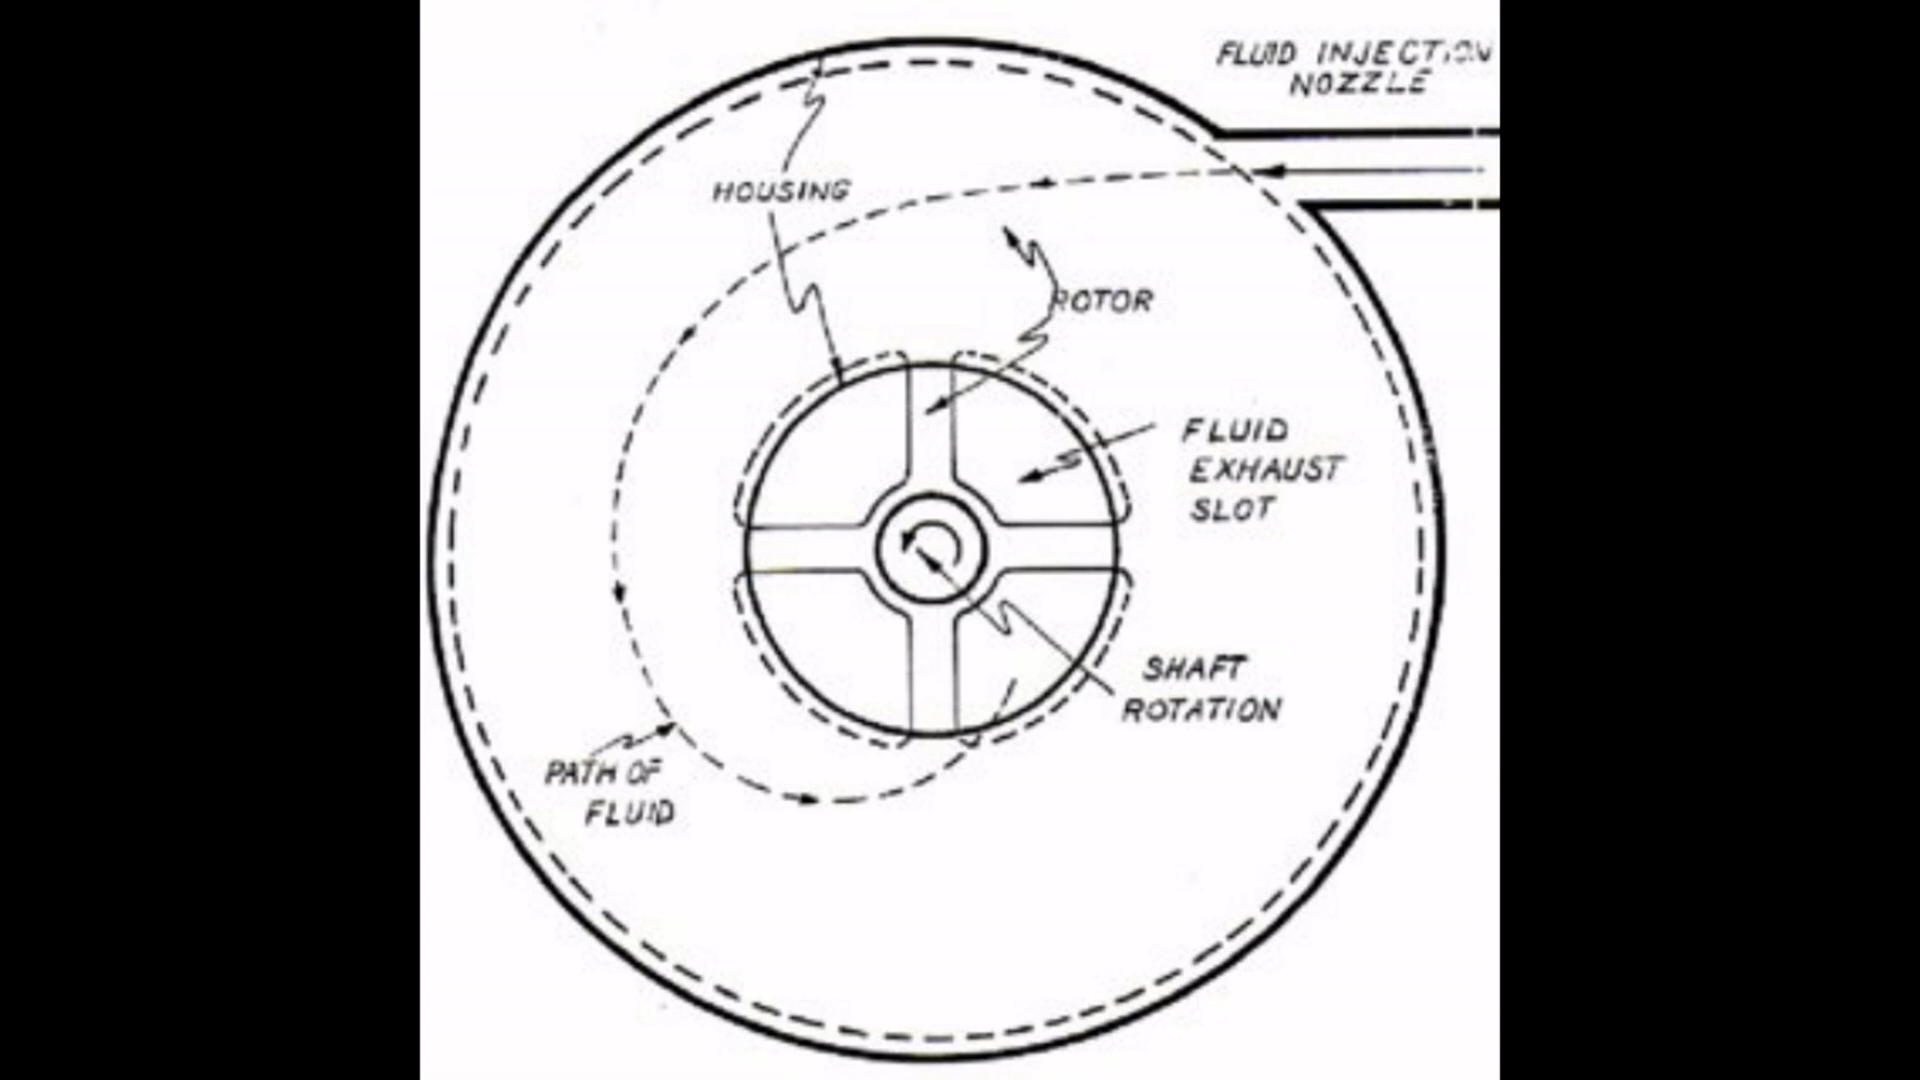 FLUID INJECTION
NOZZLE
HOUSING
ROTOR
FLUID
EXHAUST
SLOT
SHAFT
ROTATION
PATH OF
FLUID